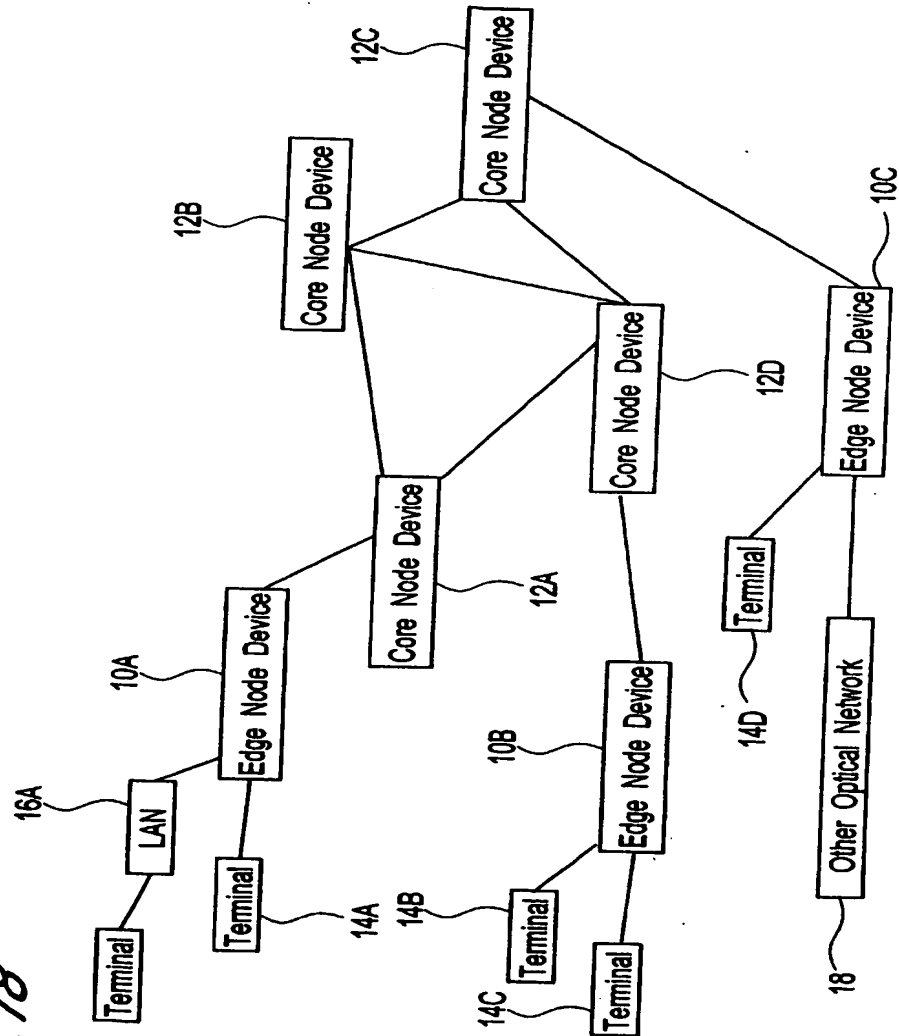 18
Terminal
LAN
16A
Terminal
14A
Edge Node Device
10A
Core Node Device
12A
Core Node Device
12B
Core Node Device
12C
Core Node Device
12D
Terminal
14B
Terminal
14C
Edge Node Device
10B
Terminal
14D
Edge Node Device
10C
Other Optical Network
18